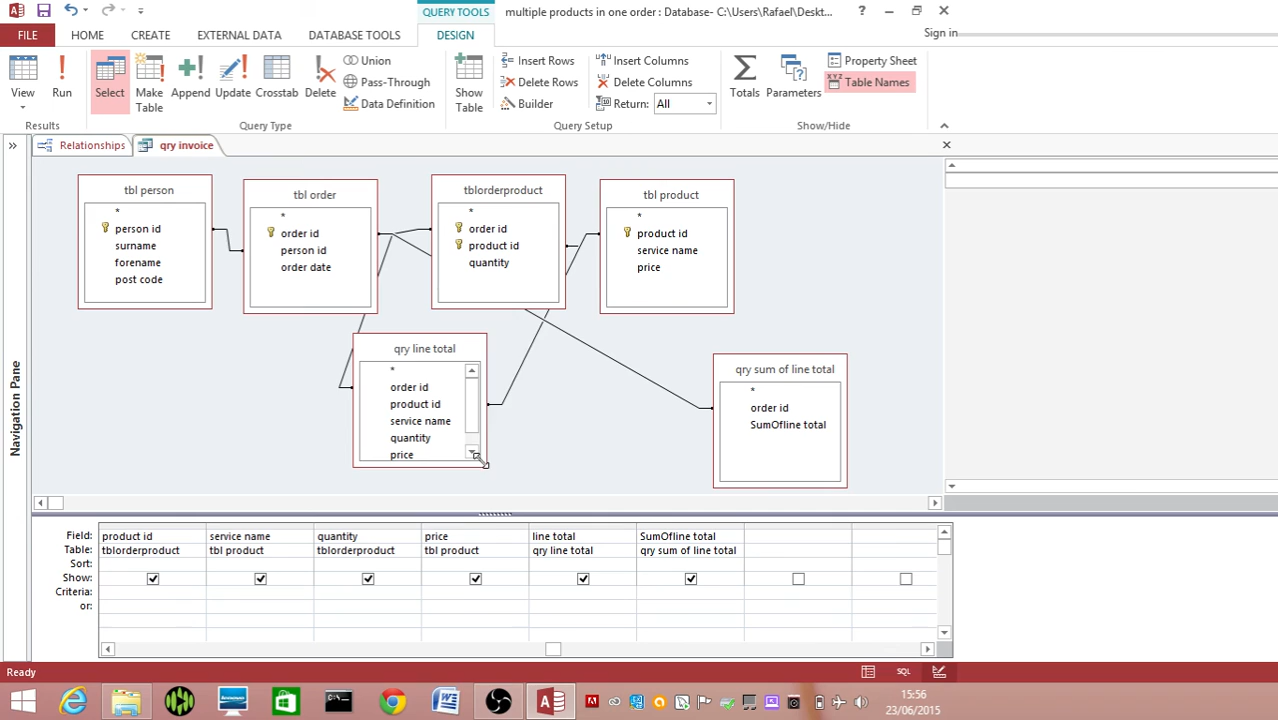 QUERY TOOLS
multiple products in one order : Database- C:\Users\Rafael\Deskt...
?
FILE
HOME
CREATE
EXTERNAL DATA
DATABASE TOOLS
DESIGN
Sign in
View
Run
Select
Make Table
Append
Update
Crosstab
Delete
Union
Pass-Through
Data Definition
Show Table
Insert Rows
Delete Rows
Builder
Insert Columns
Delete Columns
Return: All
Totals
Parameters
Property Sheet
XYZ Table Names
Results
Query Type
Query Setup
Show/Hide
Relationships
qry invoice
Navigation Pane
tbl person
*
person id
surname
forename
post code
tbl order
*
order id
person id
order date
tblorderproduct
*
order id
product id
quantity
tbl product
*
product id
service name
price
qry line total
*
order id
product id
service name
quantity
price
qry sum of line total
*
order id
SumOfline total
Field: product id service name quantity price line total SumOfline total
Table: tblorderproduct tbl product tblorderproduct tbl product qry line total qry sum of line total
Sort:
Show:
Criteria:
or:
Ready
SQL
15:56
23/06/2015